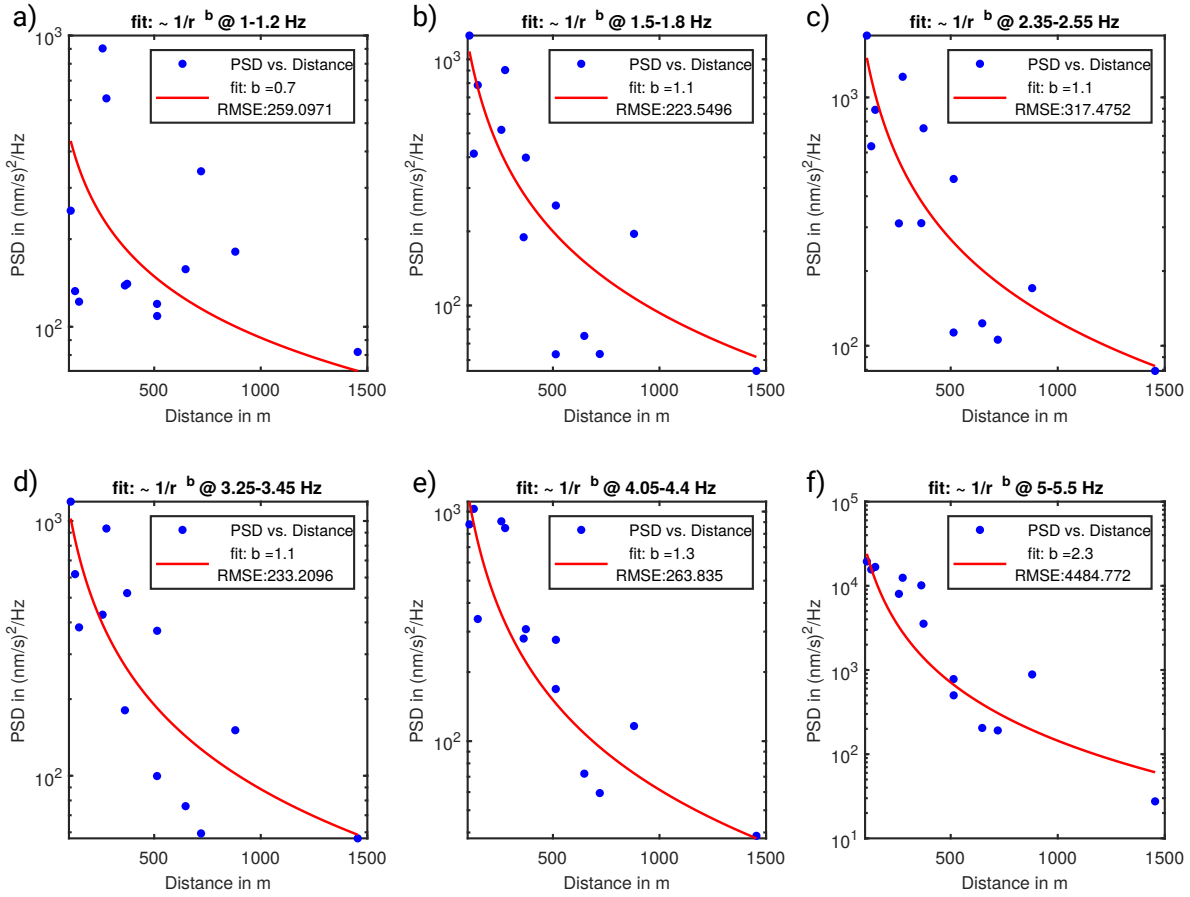 a)
fit: ~ 1/r b @ 1-1.2 Hz
PSD vs. Distance
fit: b =0.7
RMSE:259.0971
10^3
10^2
PSD in (nm/s)^2/Hz
500
1000
1500
Distance in m
b)
fit: ~ 1/r b @ 1.5-1.8 Hz
PSD vs. Distance
fit: b =1.1
RMSE:223.5496
10^3
10^2
PSD in (nm/s)^2/Hz
500
1000
1500
Distance in m
c)
fit: ~ 1/r b @ 2.35-2.55 Hz
PSD vs. Distance
fit: b =1.1
RMSE:317.4752
10^3
10^2
PSD in (nm/s)^2/Hz
500
1000
1500
Distance in m
d)
fit: ~ 1/r b @ 3.25-3.45 Hz
PSD vs. Distance
fit: b =1.1
RMSE:233.2096
10^3
10^2
PSD in (nm/s)^2/Hz
500
1000
1500
Distance in m
e)
fit: ~ 1/r b @ 4.05-4.4 Hz
PSD vs. Distance
fit: b =1.3
RMSE:263.835
10^3
10^2
PSD in (nm/s)^2/Hz
500
1000
1500
Distance in m
f)
fit: ~ 1/r b @ 5-5.5 Hz
PSD vs. Distance
fit: b =2.3
RMSE:4484.772
10^5
10^4
10^3
10^2
10^1
PSD in (nm/s)^2/Hz
500
1000
1500
Distance in m